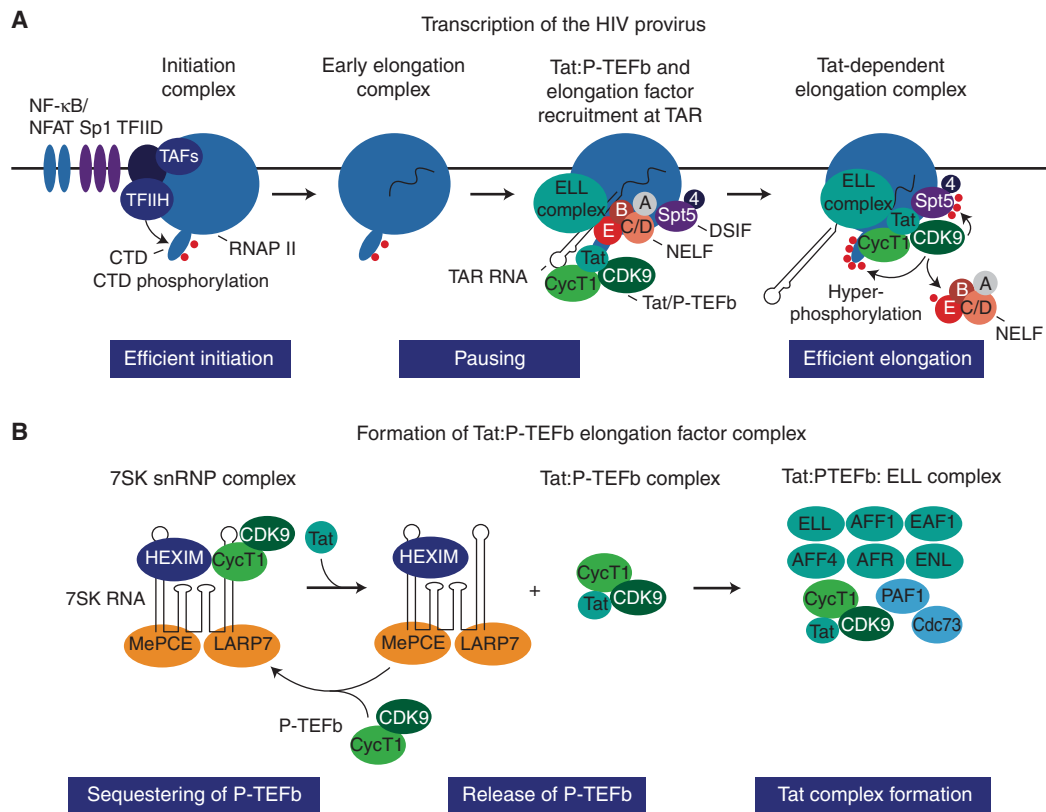 A
Transcription of the HIV provirus
Initiation
complex
Early elongation
complex
Tat:P-TEFb and
elongation factor
recruitment at TAR
Tat-dependent
elongation complex
NF-κB/
NFAT Sp1 TFIID
TAFs
TFIIH
CTD
RNAP II
CTD phosphorylation
ELL
complex
B
A
E
C/D
4
Spt5
DSIF
NELF
TAR RNA
Tat
CycT1
CDK9
Tat/P-TEFb
ELL
complex
4
Spt5
Tat
CycT1
CDK9
Hyper-
phosphorylation
B
A
E
C/D
NELF
Efficient initiation
Pausing
Efficient elongation
B
Formation of Tat:P-TEFb elongation factor complex
7SK snRNP complex
Tat:P-TEFb complex
Tat:PTEFb: ELL complex
HEXIM
CDK9
CycT1
Tat
7SK RNA
MePCE
LARP7
HEXIM
MePCE
LARP7
+
CycT1
Tat
CDK9
ELL
AFF1
EAF1
AFF4
AFR
ENL
CycT1
PAF1
Tat
CDK9
Cdc73
P-TEFb
CDK9
CycT1
Sequestering of P-TEFb
Release of P-TEFb
Tat complex formation